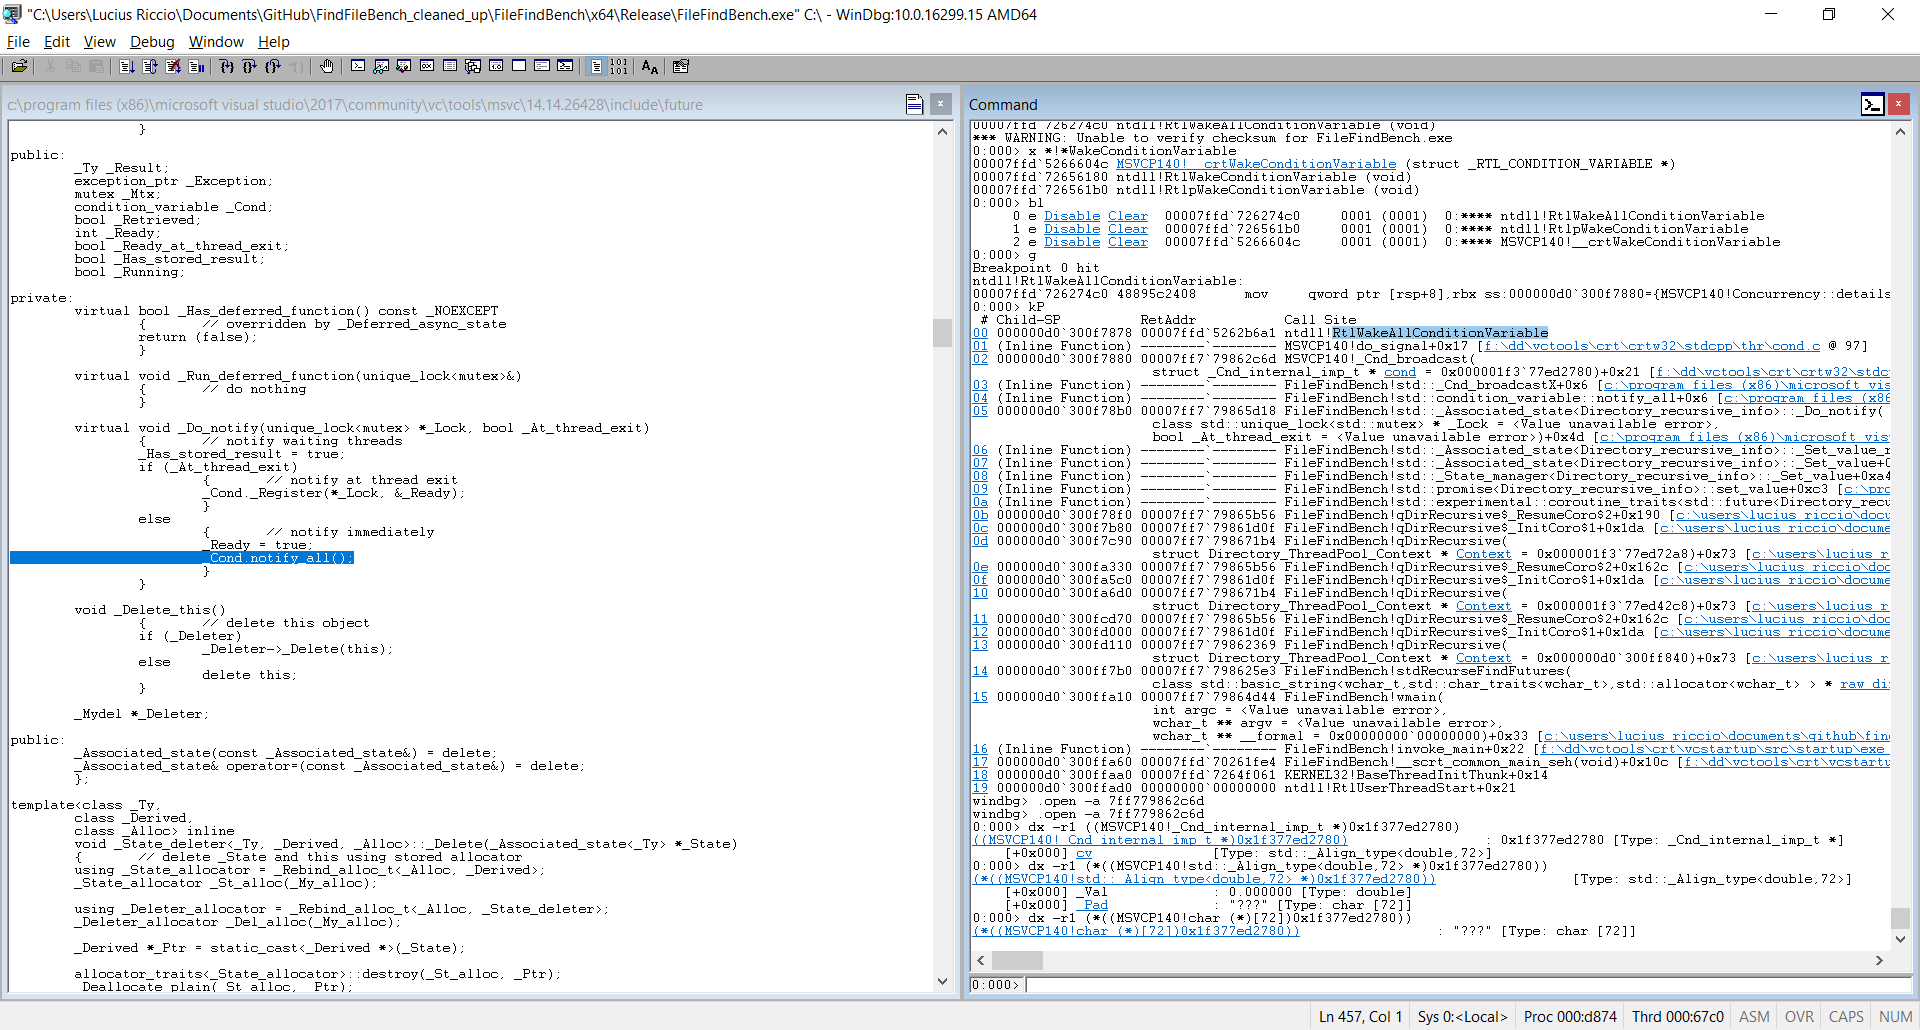 "C:\Users\Lucius Riccio\Documents\GitHub\FindFileBench_cleaned_up\FileFindBench\x64\Release\FileFindBench.exe" C:\ - WinDbg:10.0.16299.15 AMD64
File Edit View Debug Window Help
c:\program files (x86)\microsoft visual studio\2017\community\vc\tools\msvc\14.14.26428\include\future
}
public:
_Ty _Result;
exception_ptr _Exception;
mutex _Mtx;
condition_variable _Cond;
bool _Retrieved;
int _Ready;
bool _Ready_at_thread_exit;
bool _Has_stored_result;
bool _Running;
private:
virtual bool _Has_deferred_function() const _NOEXCEPT
{ // overridden by _Deferred_async_state
return (false);
}
virtual void _Run_deferred_function(unique_lock<mutex>&)
{ // do nothing
}
virtual void _Do_notify(unique_lock<mutex> *_Lock, bool _At_thread_exit)
{ // notify waiting threads
_Has_stored_result = true;
if (_At_thread_exit)
{ // notify at thread exit
_Cond._Register(*_Lock, &_Ready);
}
else
{ // notify immediately
_Ready = true;
_Cond.notify_all();
}
}
void _Delete_this()
{ // delete this object
if (_Deleter)
_Deleter->_Delete(this);
else
delete this;
}
_Mydel *_Deleter;
public:
_Associated_state(const _Associated_state&) = delete;
_Associated_state& operator=(const _Associated_state&) = delete;
};
template<class _Ty,
class _Derived,
class _Alloc> inline
void _State_deleter<_Ty, _Derived, _Alloc>::_Delete(_Associated_state<_Ty> *_State)
{ // delete _State and this using stored allocator
using _State_allocator = _Rebind_alloc_t<_Alloc, _Derived>;
_State_allocator _St_alloc(_My_alloc);
using _Deleter_allocator = _Rebind_alloc_t<_Alloc, _State_deleter>;
_Deleter_allocator _Del_alloc(_My_alloc);
_Derived *_Ptr = static_cast<_Derived *>(_State);
allocator_traits<_State_allocator>::destroy(_St_alloc, _Ptr);
_Deallocate_plain(_St_alloc, _Ptr);
Command
00007ffd`726274c0 ntdll!RtlWakeAllConditionVariable (void)
*** WARNING: Unable to verify checksum for FileFindBench.exe
0:000> x *!*WakeConditionVariable
00007ffd`5266604c MSVCP140!__crtWakeConditionVariable (struct _RTL_CONDITION_VARIABLE *)
00007ffd`72656180 ntdll!RtlWakeConditionVariable (void)
00007ffd`726561b0 ntdll!RtlpWakeConditionVariable (void)
0:000> bl
0 e Disable Clear 00007ffd`726274c0 0001 (0001) 0:**** ntdll!RtlWakeAllConditionVariable
1 e Disable Clear 00007ffd`726561b0 0001 (0001) 0:**** ntdll!RtlpWakeConditionVariable
2 e Disable Clear 00007ffd`5266604c 0001 (0001) 0:**** MSVCP140!__crtWakeConditionVariable
0:000> g
Breakpoint 0 hit
ntdll!RtlWakeAllConditionVariable:
00007ffd`726274c0 48895c2408 mov qword ptr [rsp+8],rbx ss:000000d0`300f7880={MSVCP140!Concurrency::details
0:000> kP
# Child-SP RetAddr Call Site
00 000000d0`300f7878 00007ffd`5262b6a1 ntdll!RtlWakeAllConditionVariable
01 (Inline Function) --------`-------- MSVCP140!do_signal+0x17 [f:\dd\vctools\crt\crtw32\stdcpp\thr\cond.c @ 97]
02 000000d0`300f7880 00007ff7`79862c6d MSVCP140!_Cnd_broadcast(
struct _Cnd_internal_imp_t * cond = 0x000001f3`77ed2780)+0x21 [f:\dd\vctools\crt\crtw32\stdc
03 (Inline Function) --------`-------- FileFindBench!std::_Cnd_broadcastX+0x6 [c:\program files (x86)\microsoft vis
04 (Inline Function) --------`-------- FileFindBench!std::condition_variable::notify_all+0x6 [c:\program files (x86
05 000000d0`300f78b0 00007ff7`79865d18 FileFindBench!std::_Associated_state<Directory_recursive_info>::_Do_notify(
class std::unique_lock<std::mutex> * _Lock = <Value unavailable error>,
bool _At_thread_exit = <Value unavailable error>)+0x4d [c:\program files (x86)\microsoft vis
06 (Inline Function) --------`-------- FileFindBench!std::_Associated_state<Directory_recursive_info>::_Set_value_r
07 (Inline Function) --------`-------- FileFindBench!std::_Associated_state<Directory_recursive_info>::_Set_value+0
08 (Inline Function) --------`-------- FileFindBench!std::_State_manager<Directory_recursive_info>::_Set_value+0xa4
09 (Inline Function) --------`-------- FileFindBench!std::promise<Directory_recursive_info>::set_value+0xc3 [c:\pro
0a (Inline Function) --------`-------- FileFindBench!std::experimental::coroutine_traits<std::future<Directory_recu
0b 000000d0`300f78f0 00007ff7`79865b56 FileFindBench!qDirRecursive$_ResumeCoro$2+0x190 [c:\users\lucius riccio\docu
0c 000000d0`300f7b80 00007ff7`79861d0f FileFindBench!qDirRecursive$_InitCoro$1+0x1da [c:\users\lucius riccio\docume
0d 000000d0`300f7c90 00007ff7`798671b4 FileFindBench!qDirRecursive(
struct Directory_ThreadPool_Context * Context = 0x000001f3`77ed72a8)+0x73 [c:\users\lucius r
0e 000000d0`300fa330 00007ff7`79865b56 FileFindBench!qDirRecursive$_ResumeCoro$2+0x162c [c:\users\lucius riccio\doc
0f 000000d0`300fa5c0 00007ff7`79861d0f FileFindBench!qDirRecursive$_InitCoro$1+0x1da [c:\users\lucius riccio\docume
10 000000d0`300fa6d0 00007ff7`798671b4 FileFindBench!qDirRecursive(
struct Directory_ThreadPool_Context * Context = 0x000001f3`77ed42c8)+0x73 [c:\users\lucius r
11 000000d0`300fcd70 00007ff7`79865b56 FileFindBench!qDirRecursive$_ResumeCoro$2+0x162c [c:\users\lucius riccio\doc
12 000000d0`300fd000 00007ff7`79861d0f FileFindBench!qDirRecursive$_InitCoro$1+0x1da [c:\users\lucius riccio\docume
13 000000d0`300fd110 00007ff7`79862369 FileFindBench!qDirRecursive(
struct Directory_ThreadPool_Context * Context = 0x000000d0`300ff840)+0x73 [c:\users\lucius r
14 000000d0`300ff7b0 00007ff7`798625e3 FileFindBench!stdRecurseFindFutures(
class std::basic_string<wchar_t,std::char_traits<wchar_t>,std::allocator<wchar_t> > * raw_di
15 000000d0`300ffa10 00007ff7`79864d44 FileFindBench!wmain(
int argc = <Value unavailable error>,
wchar_t ** argv = <Value unavailable error>,
wchar_t ** __formal = 0x00000000`00000000)+0x33 [c:\users\lucius riccio\documents\github\fin
16 (Inline Function) --------`-------- FileFindBench!invoke_main+0x22 [f:\dd\vctools\crt\vcstartup\src\startup\exe_
17 000000d0`300ffa60 00007ffd`70261fe4 FileFindBench!__scrt_common_main_seh(void)+0x10c [f:\dd\vctools\crt\vcstartu
18 000000d0`300ffaa0 00007ffd`7264f061 KERNEL32!BaseThreadInitThunk+0x14
19 000000d0`300ffad0 00000000`00000000 ntdll!RtlUserThreadStart+0x21
windbg> .open -a 7ff779862c6d
windbg> .open -a 7ff779862c6d
0:000> dx -r1 ((MSVCP140!_Cnd_internal_imp_t *)0x1f377ed2780)
((MSVCP140!_Cnd_internal_imp_t *)0x1f377ed2780) : 0x1f377ed2780 [Type: _Cnd_internal_imp_t *]
[+0x000] cv [Type: std::_Align_type<double,72>]
0:000> dx -r1 (*((MSVCP140!std::_Align_type<double,72> *)0x1f377ed2780))
(*((MSVCP140!std::_Align_type<double,72> *)0x1f377ed2780)) [Type: std::_Align_type<double,72>]
[+0x000] _Val : 0.000000 [Type: double]
[+0x000] _Pad : "???" [Type: char [72]]
0:000> dx -r1 (*((MSVCP140!char (*)[72])0x1f377ed2780))
(*((MSVCP140!char (*)[72])0x1f377ed2780)) : "???" [Type: char [72]]
0:000>
Ln 457, Col 1 Sys 0:<Local> Proc 000:d874 Thrd 000:67c0 ASM OVR CAPS NUM